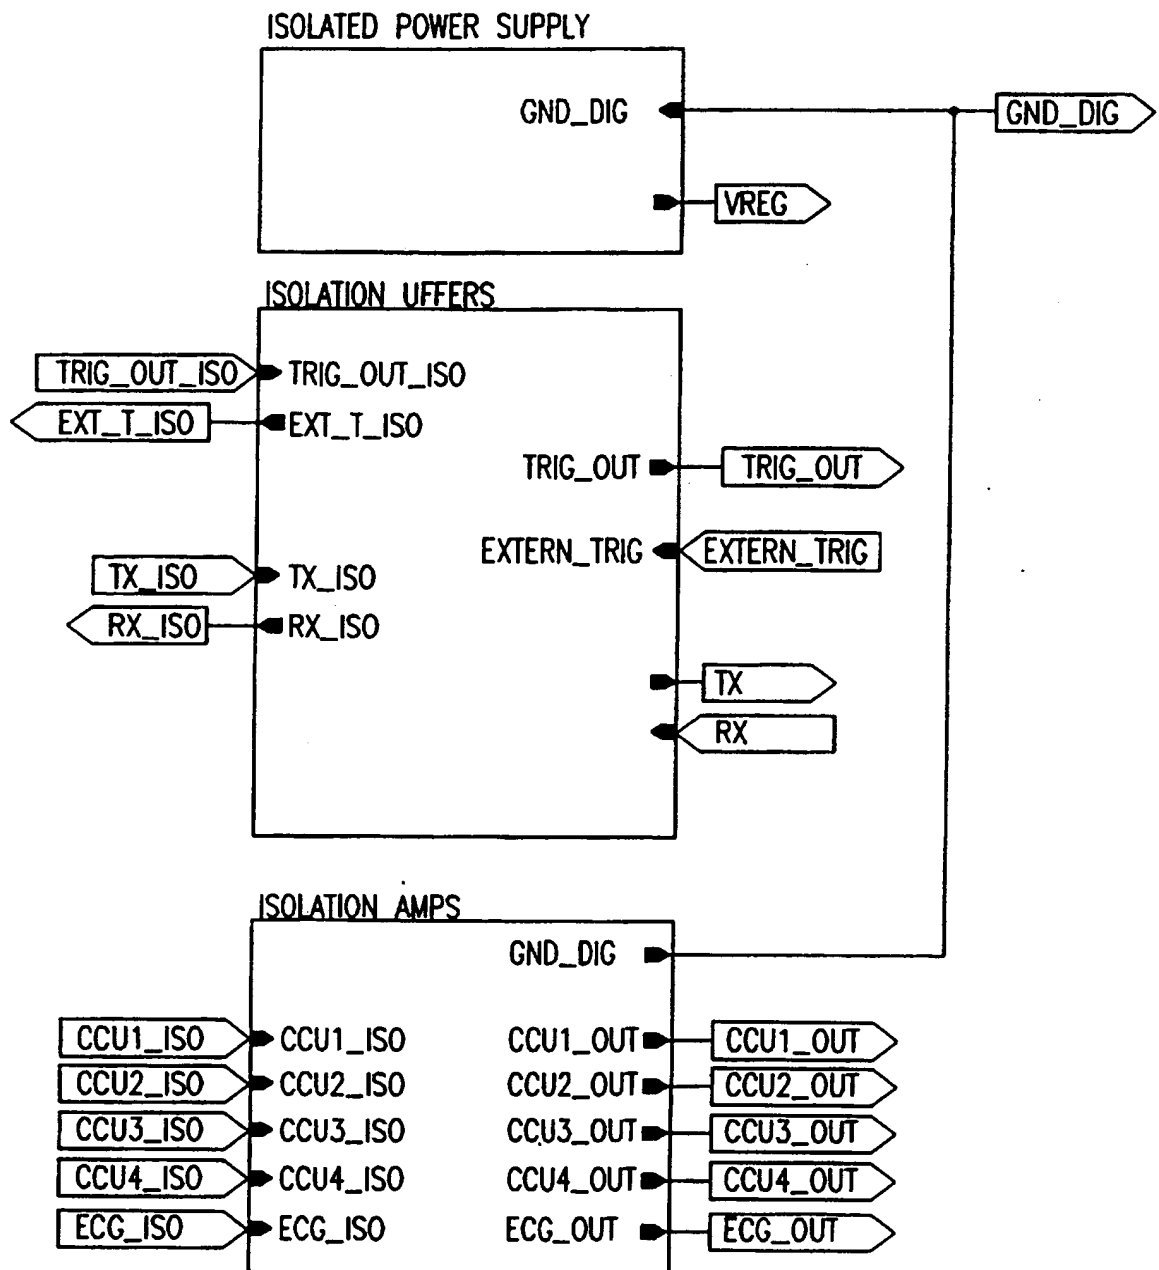 ISOLATED POWER SUPPLY
GND_DIG
GND_DIG
VREG
ISOLATION UFFERS
TRIG_OUT_ISO
TRIG_OUT_ISO
EXT_T_ISO
EXT_T_ISO
TRIG_OUT
TRIG_OUT
EXTERN_TRIG
EXTERN_TRIG
TX_ISO
TX_ISO
RX_ISO
RX_ISO
TX
RX
ISOLATION AMPS
GND_DIG
CCU1_ISO
CCU1_ISO
CCU1_OUT
CCU1_OUT
CCU2_ISO
CCU2_ISO
CCU2_OUT
CCU2_OUT
CCU3_ISO
CCU3_ISO
CCU3_OUT
CCU3_OUT
CCU4_ISO
CCU4_ISO
CCU4_OUT
CCU4_OUT
ECG_ISO
ECG_ISO
ECG_OUT
ECG_OUT